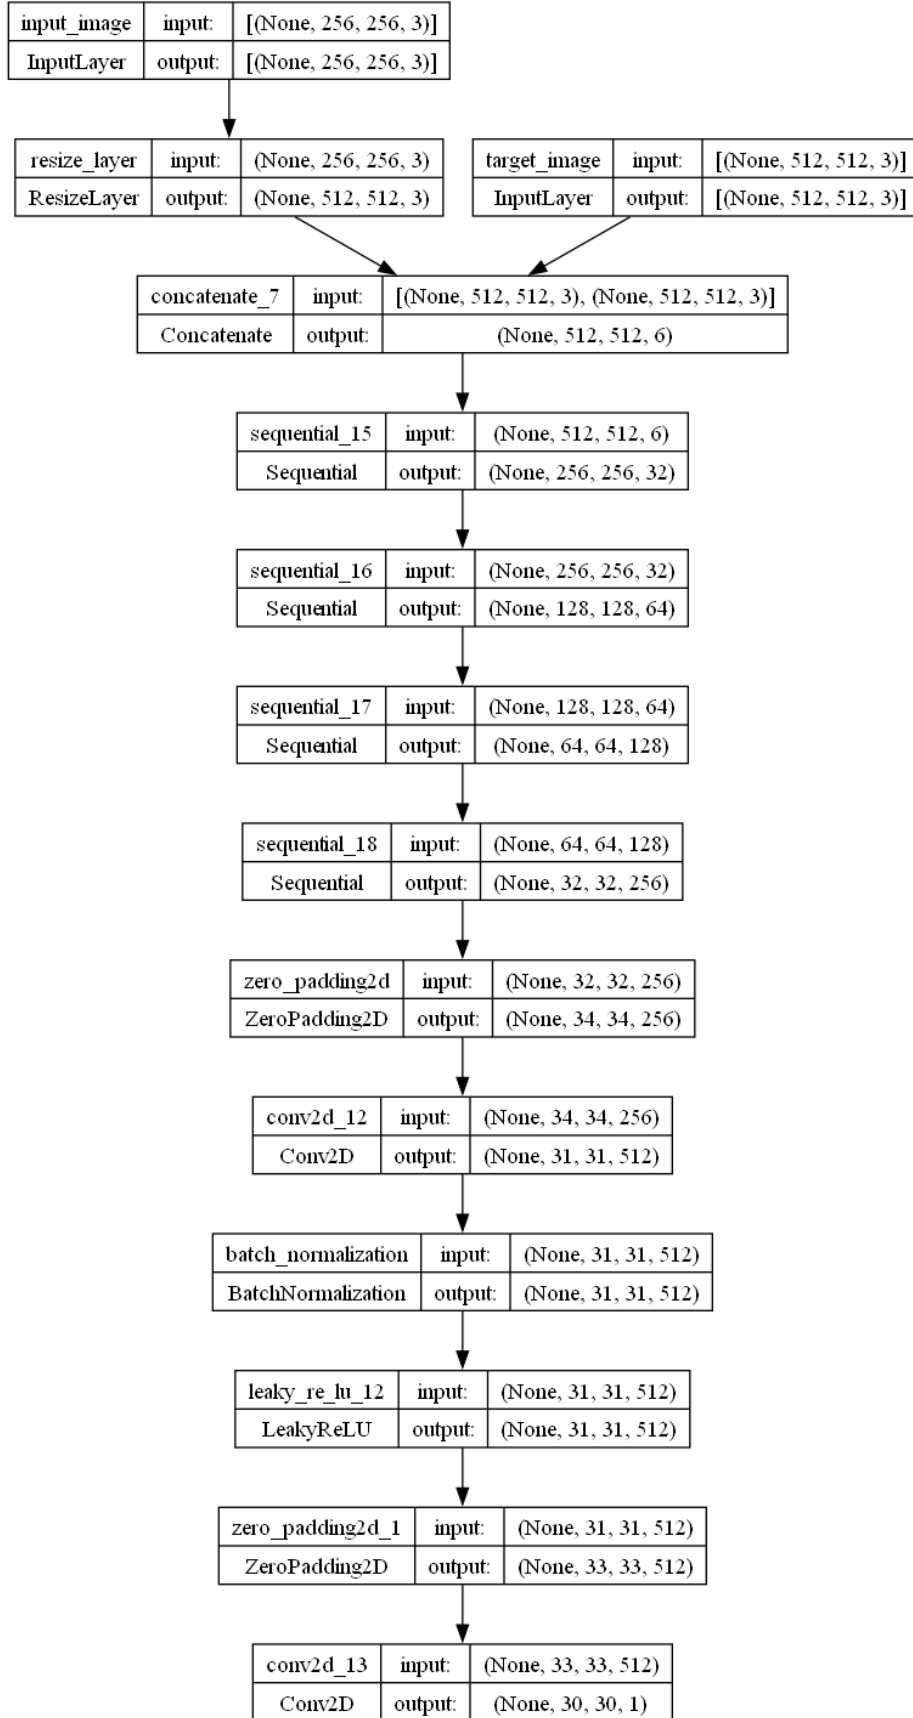 input_image input: [(None, 256, 256, 3)]
InputLayer output: [(None, 256, 256, 3)]
resize_layer input: (None, 256, 256, 3)
ResizeLayer output: (None, 512, 512, 3)
target_image input: [(None, 512, 512, 3)]
InputLayer output: [(None, 512, 512, 3)]
concatenate_7 input: [(None, 512, 512, 3), (None, 512, 512, 3)]
Concatenate output: (None, 512, 512, 6)
sequential_15 input: (None, 512, 512, 6)
Sequential output: (None, 256, 256, 32)
sequential_16 input: (None, 256, 256, 32)
Sequential output: (None, 128, 128, 64)
sequential_17 input: (None, 128, 128, 64)
Sequential output: (None, 64, 64, 128)
sequential_18 input: (None, 64, 64, 128)
Sequential output: (None, 32, 32, 256)
zero_padding2d input: (None, 32, 32, 256)
ZeroPadding2D output: (None, 34, 34, 256)
conv2d_12 input: (None, 34, 34, 256)
Conv2D output: (None, 31, 31, 512)
batch_normalization input: (None, 31, 31, 512)
BatchNormalization output: (None, 31, 31, 512)
leaky_re_lu_12 input: (None, 31, 31, 512)
LeakyReLU output: (None, 31, 31, 512)
zero_padding2d_1 input: (None, 31, 31, 512)
ZeroPadding2D output: (None, 33, 33, 512)
conv2d_13 input: (None, 33, 33, 512)
Conv2D output: (None, 30, 30, 1)